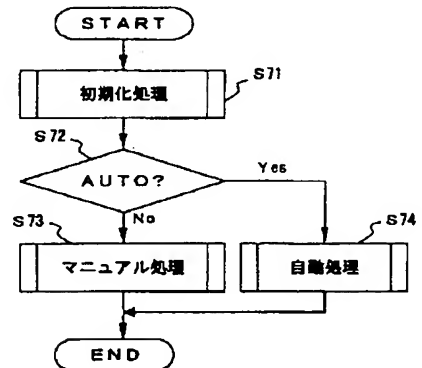 START
S71
初期化処理
S72
AUTO?
Yes
No
S73
S74
マニュアル処理
自動処理
END